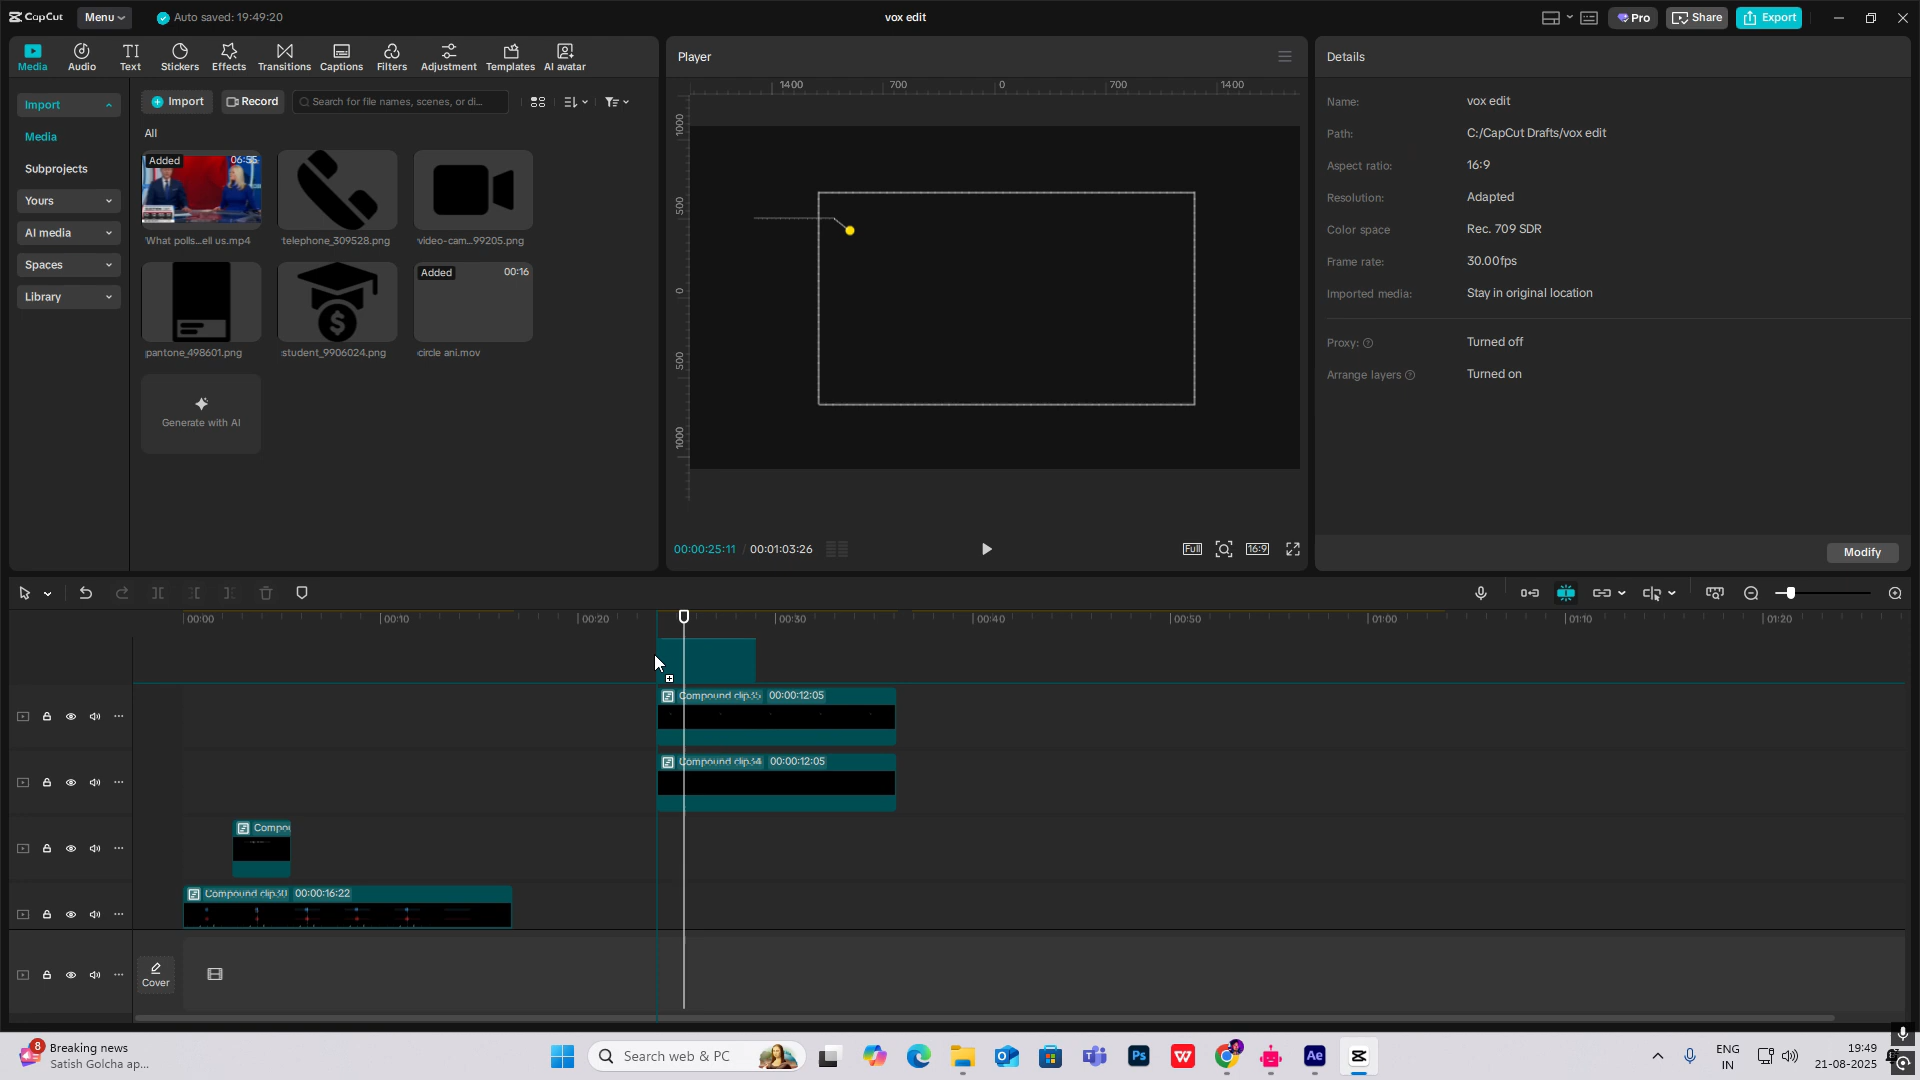 CapCut Menu Auto saved: 19:49:20 vox edit Pro Share Export
Media Audio Text Stickers Effects Transitions Captions Filters Adjustment Templates AI avatar
Player
Details
Import
Media
Subprojects
Yours
AI media
Spaces
Library
Import Record Search for file names, scenes, or di...
All
Added 06:55
What polls...ell us.mp4 telephone_309528.png video-cam...99205.png
Added 00:16
pantone_498601.png student_9906024.png circle ani.mov
Generate with AI
1400 700 0 700 1400
1000
500
0
500
1000
00:00:25:11 / 00:01:03:26 Full 16:9
Name: vox edit
Path: C:/CapCut Drafts/vox edit
Aspect ratio: 16:9
Resolution: Adapted
Color space Rec. 709 SDR
Frame rate: 30.00fps
Imported media: Stay in original location
Proxy: Turned off
Arrange layers Turned on
Modify
00:00 00:10 00:20 00:30 00:40 00:50 01:00 01:10 01:20
Compound clip35 00:00:12:05
Compound clip34 00:00:12:05
Compou
Compound clip30 00:00:16:22
Cover
8 Breaking news
Satish Golcha ap...
Search web & PC
Ps
W
Ae
ENG
IN
19:49
21-08-2025